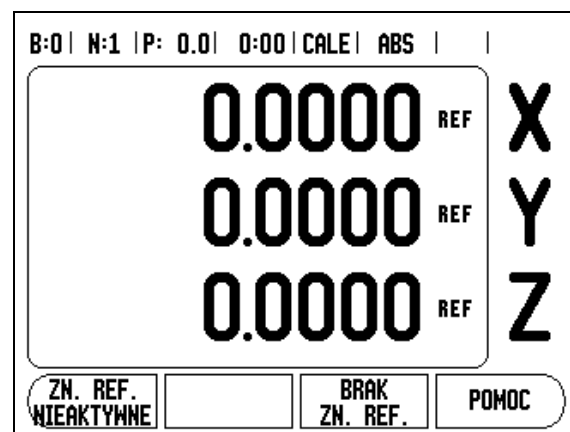 B:0 | N:1 | P: 0.0 | 0:00 | CALE | ABS | |
0.0000 REF X
0.0000 REF Y
0.0000 REF Z
ZN. REF. NIEAKTYWNE
BRAK ZN. REF.
POMOC